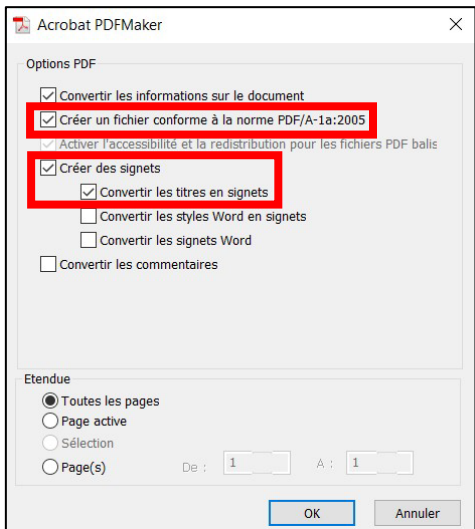 Acrobat PDFMaker
Options PDF
Convertir les informations sur le document
Créer un fichier conforme à la norme PDF/A-1a:2005
Activer l'accessibilité et la redistribution pour les fichiers PDF balis
Créer des signets
Convertir les titres en signets
Convertir les styles Word en signets
Convertir les signets Word
Convertir les commentaires
Etendue
Toutes les pages
Page active
Sélection
Page(s) De : 1 A : 1
OK Annuler